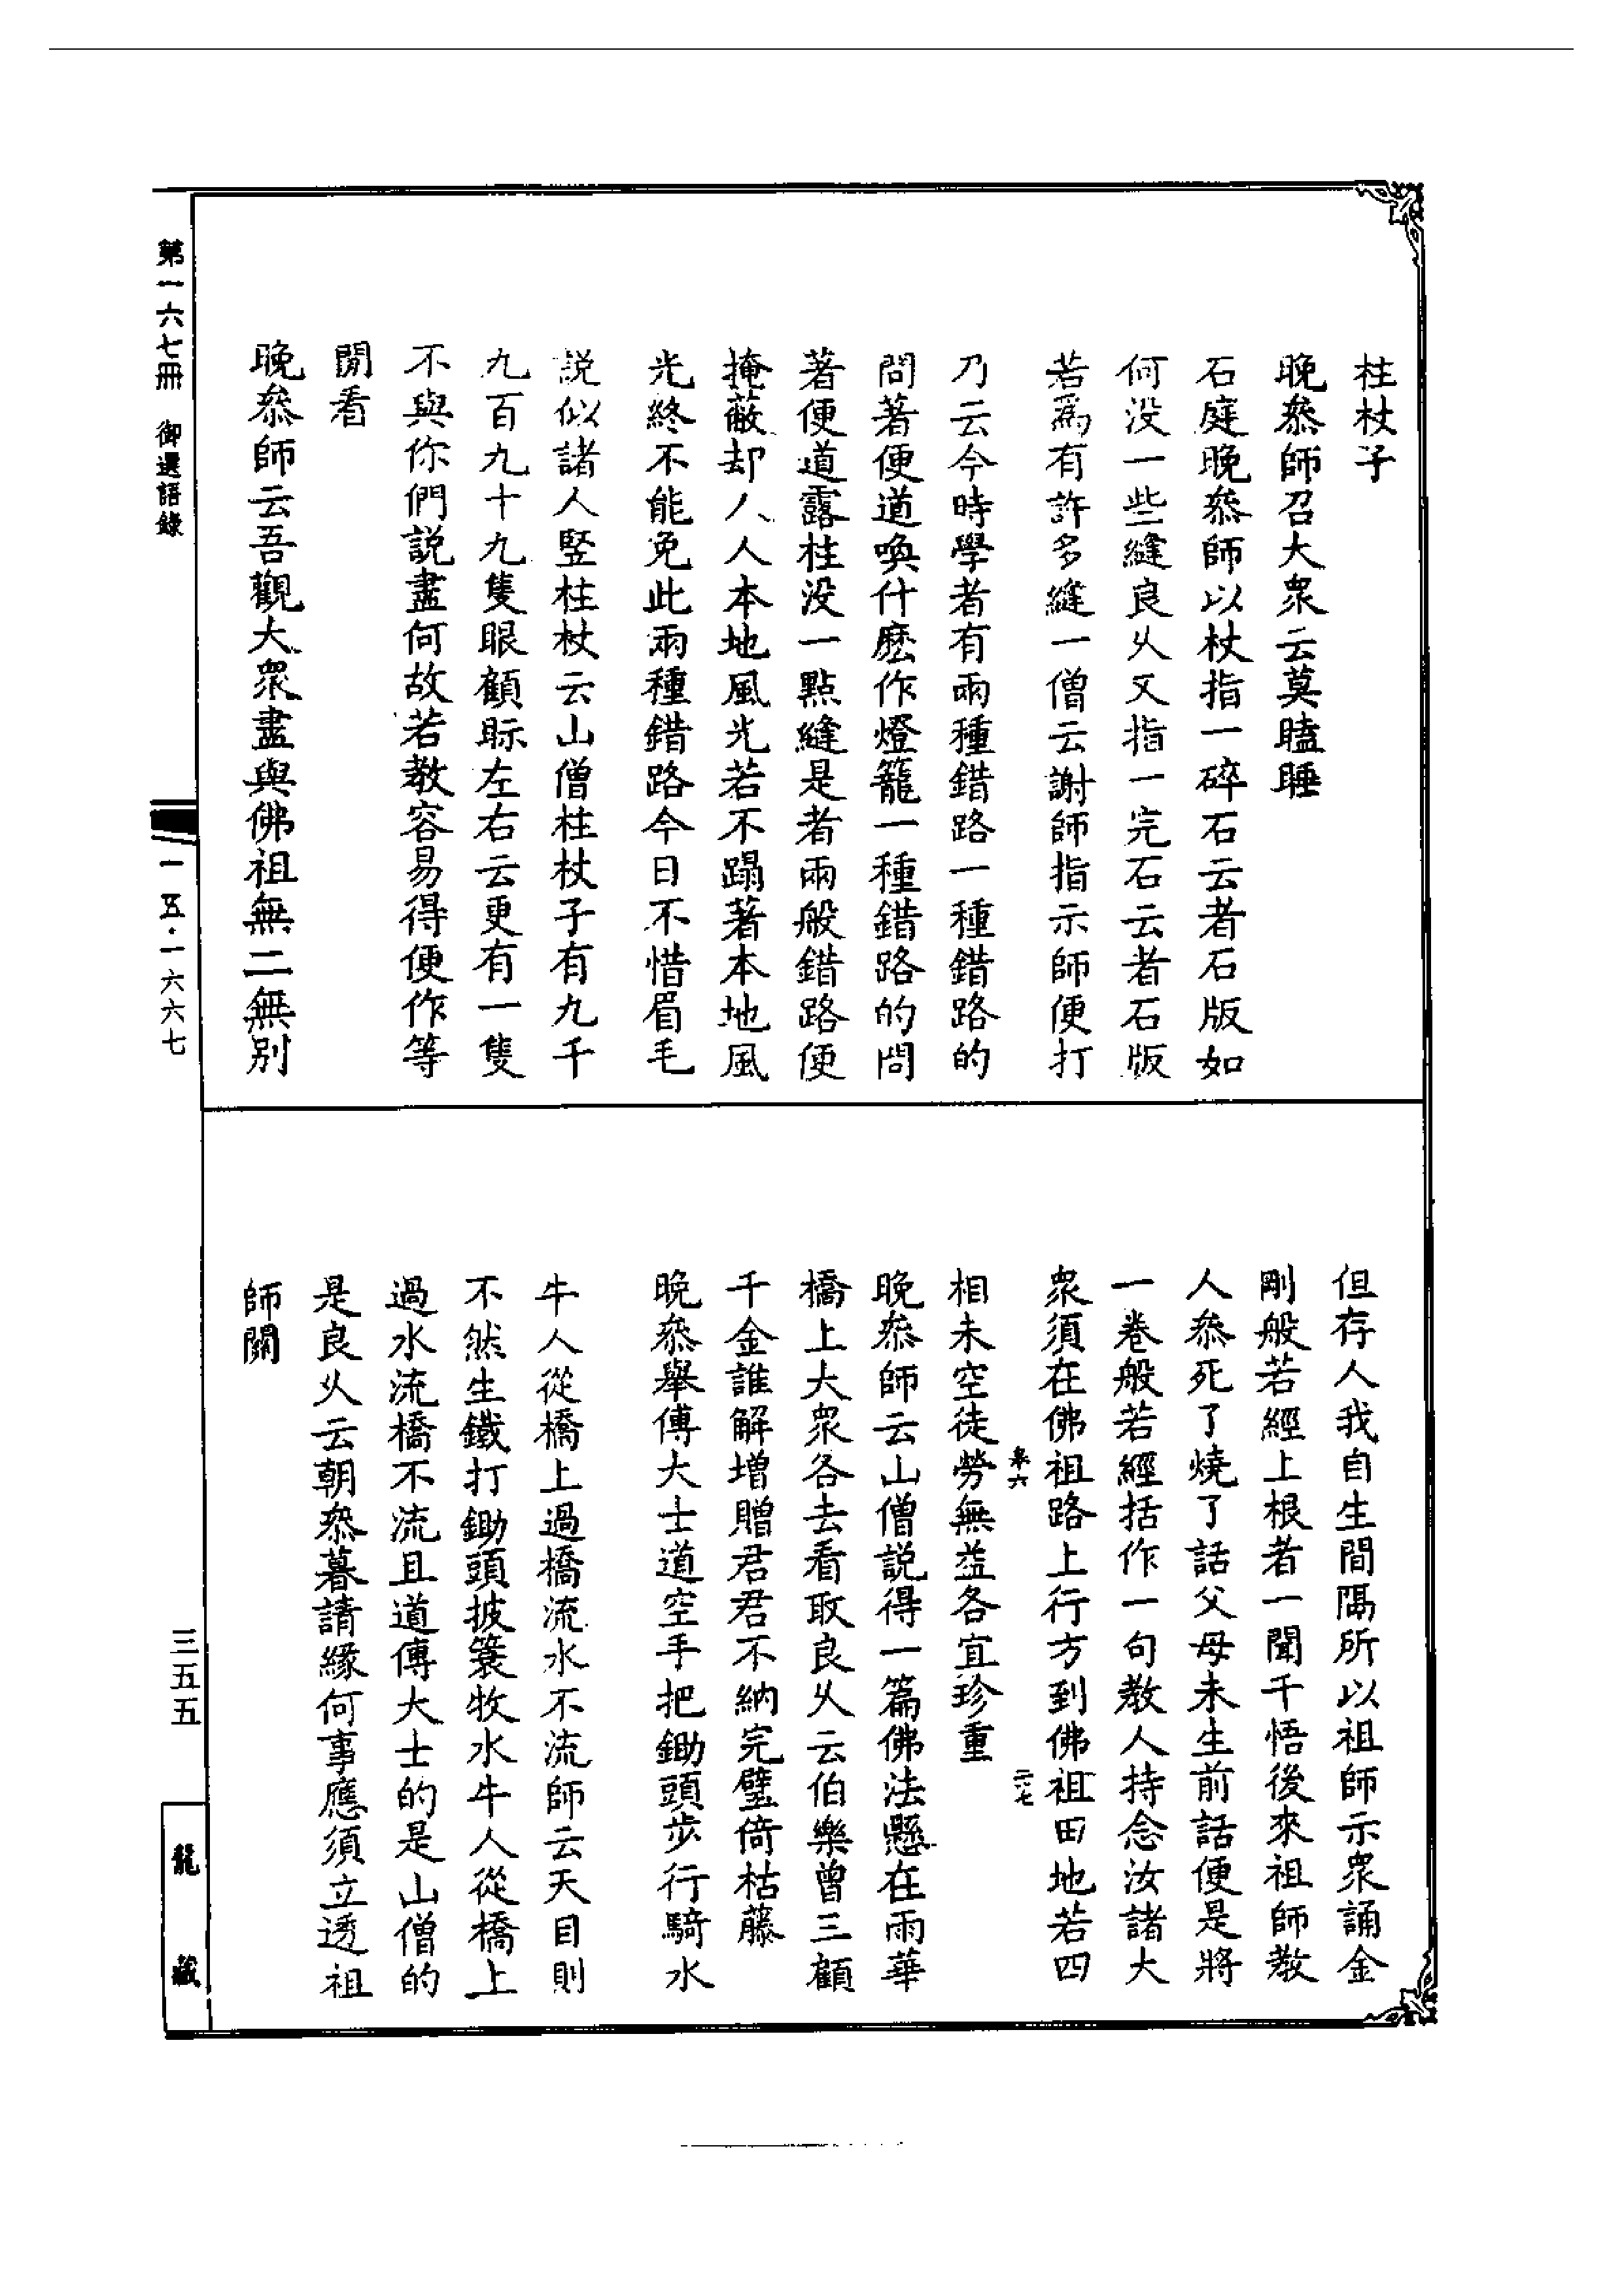 柱杖子
晚叅師召大衆云莫瞌睡
石庭晚叅師以杖指一碎石云者石版如
何没一些縫良乆又指一完石云者石版
若爲有許多縫一僧云謝師指示師便打
乃云今時學者有兩種錯路一種錯路的
問著便道喚什麽作燈籠一種錯路的問
著便道露柱没一點縫是者兩般錯路便
掩蔽却人人本地風光若不蹋著本地風
光終不能免此兩種錯路今日不惜眉毛
説似諸人竪柱杖云山僧柱杖子有九千
九百九十九隻眼顧眎左右云更有一隻
不與你們説盡何故若教容易得便作等
閒看
晚叅師云吾觀大衆盡與佛祖無二無别
但存人我自生間隔所以祖師示衆誦金
剛般若經上根者一聞千悟後來祖師教
人叅死了燒了話父母未生前話便是將
一卷般若經括作一句教人持念汝諸大
衆須在佛祖路上行方到佛祖田地若四
相未空徒勞無益各宜珍重
晚叅師云山僧説得一篇佛法懸在雨華
橋上大衆各去看取良乆云伯樂曾三顧
千金誰解增贈君君不納完璧倚枯藤
晚叅舉傅大士道空手把鋤頭步行騎水
牛人從橋上過橋流水不流師云天目則
不然生鐵打鋤頭披蓑牧水牛人從橋上
過水流橋不流且道傅大士的是山僧的
是良乆云朝叅暮請緣何事應須立透祖
師關
第一六七冊 御選語錄
一五·一六六七
三五五
龍藏